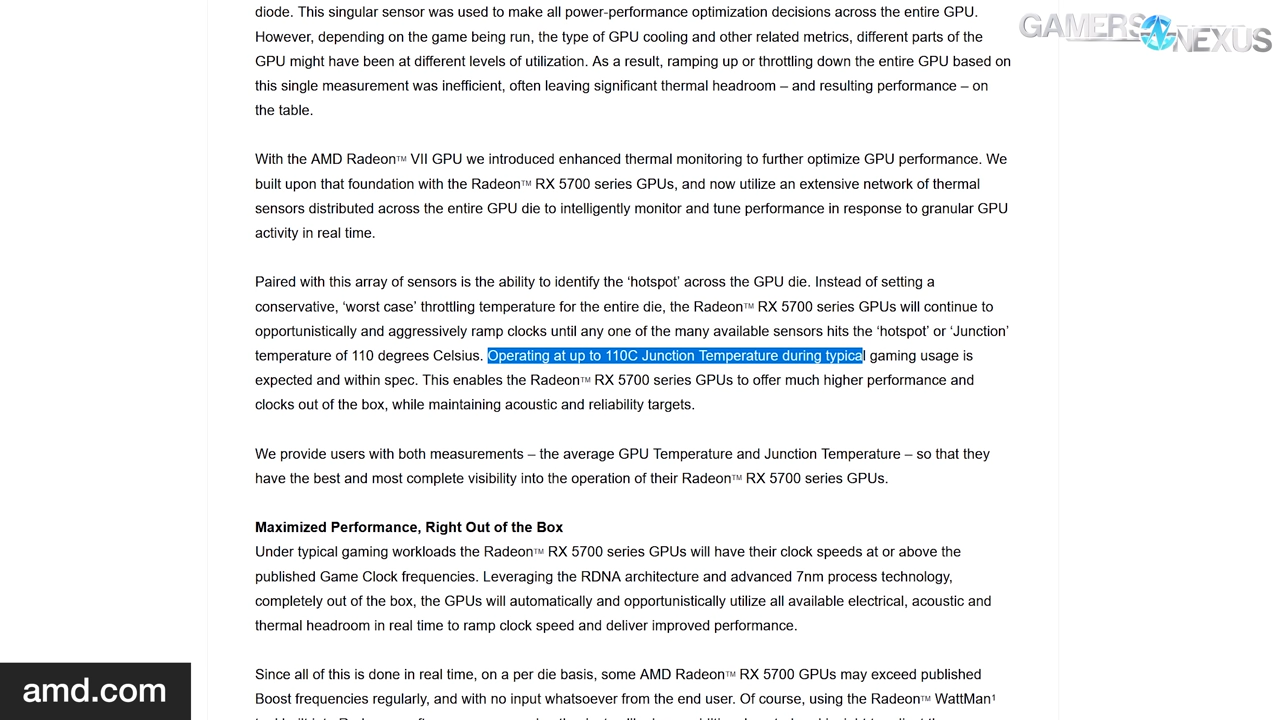 diode. This singular sensor was used to make all power-performance optimization decisions across the entire GPU.
However, depending on the game being run, the type of GPU cooling and other related metrics, different parts of the
GPU might have been at different levels of utilization. As a result, ramping up or throttling down the entire GPU based on
this single measurement was inefficient, often leaving significant thermal headroom – and resulting performance – on
the table.
GAMERS NEXUS
With the AMD Radeon™ VII GPU we introduced enhanced thermal monitoring to further optimize GPU performance. We
built upon that foundation with the Radeon™ RX 5700 series GPUs, and now utilize an extensive network of thermal
sensors distributed across the entire GPU die to intelligently monitor and tune performance in response to granular GPU
activity in real time.
Paired with this array of sensors is the ability to identify the ‘hotspot’ across the GPU die. Instead of setting a
conservative, ‘worst case’ throttling temperature for the entire die, the Radeon™ RX 5700 series GPUs will continue to
opportunistically and aggressively ramp clocks until any one of the many available sensors hits the ‘hotspot’ or ‘Junction’
temperature of 110 degrees Celsius. Operating at up to 110C Junction Temperature during typical gaming usage is
expected and within spec. This enables the Radeon™ RX 5700 series GPUs to offer much higher performance and
clocks out of the box, while maintaining acoustic and reliability targets.
We provide users with both measurements – the average GPU Temperature and Junction Temperature – so that they
have the best and most complete visibility into the operation of their Radeon™ RX 5700 series GPUs.
Maximized Performance, Right Out of the Box
Under typical gaming workloads the Radeon™ RX 5700 series GPUs will have their clock speeds at or above the
published Game Clock frequencies. Leveraging the RDNA architecture and advanced 7nm process technology,
completely out of the box, the GPUs will automatically and opportunistically utilize all available electrical, acoustic and
thermal headroom in real time to ramp clock speed and deliver improved performance.
Since all of this is done in real time, on a per die basis, some AMD Radeon™ RX 5700 GPUs may exceed published
Boost frequencies regularly, and with no input whatsoever from the end user. Of course, using the Radeon™ WattMan¹
amd.com